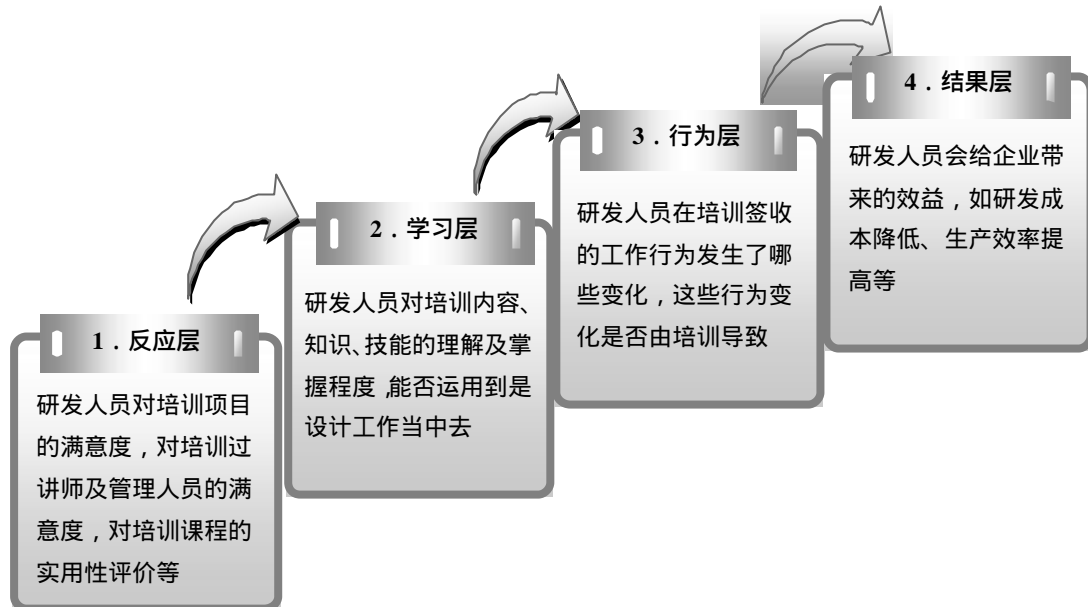 1．反应层
研发人员对培训项目
的满意度，对培训过
讲师及管理人员的满
意度，对培训课程的
实用性评价等
2．学习层
研发人员对培训内容、
知识、技能的理解及掌
握程度，能否运用到是
设计工作当中去
3．行为层
研发人员在培训签收
的工作行为发生了哪
些变化，这些行为变
化是否由培训导致
4．结果层
研发人员会给企业带
来的效益，如研发成
本降低、生产效率提
高等